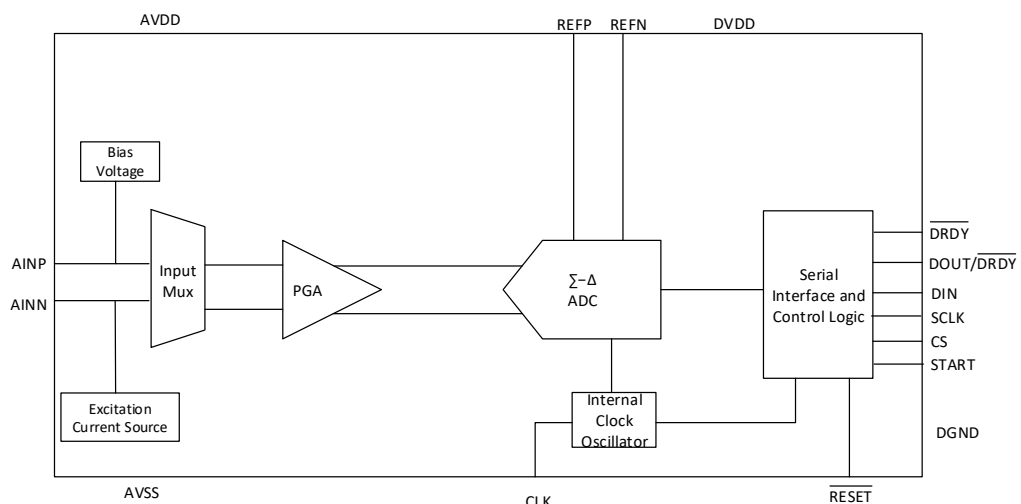 AVDD
REFP
REFN
DVDD
Bias
Voltage
AINP
AINN
Input
Mux
PGA
∑−Δ
ADC
Serial
Interface and
Control Logic
DRDY
DOUT/DRDY
DIN
SCLK
CS
START
Excitation
Current Source
Internal
Clock
Oscillator
DGND
AVSS
CLK
RESET